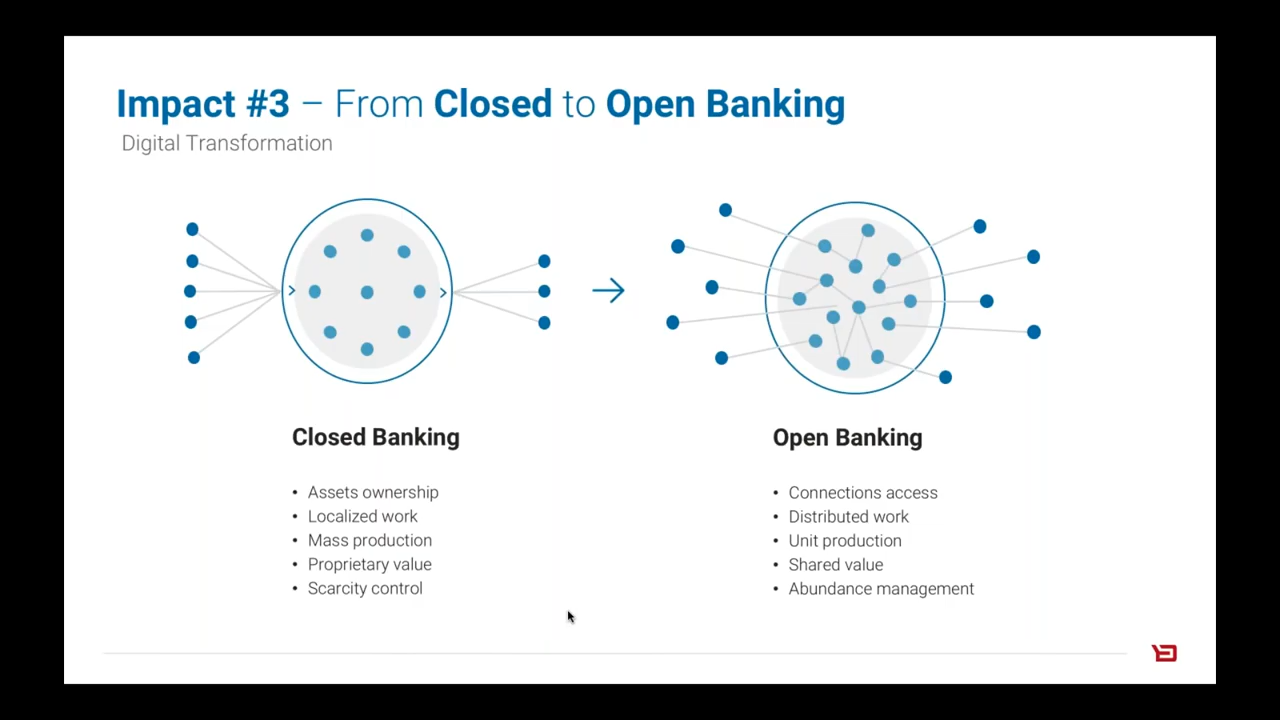 Impact #3 – From Closed to Open Banking
Digital Transformation
Closed Banking
• Assets ownership
• Localized work
• Mass production
• Proprietary value
• Scarcity control
Open Banking
• Connections access
• Distributed work
• Unit production
• Shared value
• Abundance management